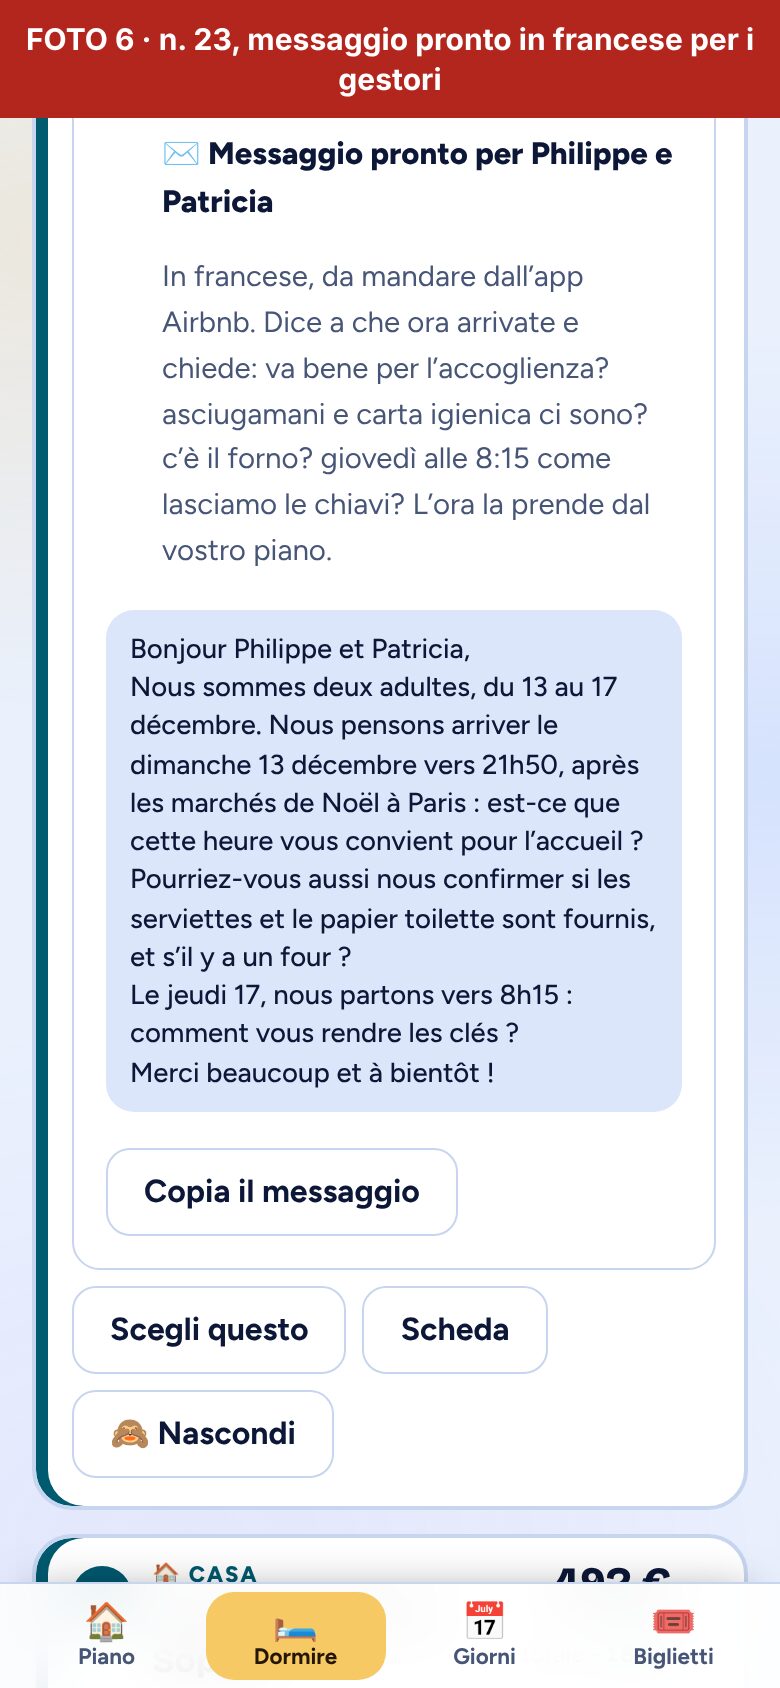 FOTO 6 · n. 23, messaggio pronto in francese per i
gestori
✉️ Messaggio pronto per Philippe e
Patricia
In francese, da mandare dall’app
Airbnb. Dice a che ora arrivate e
chiede: va bene per l’accoglienza?
asciugamani e carta igienica ci sono?
c’è il forno? giovedì alle 8:15 come
lasciamo le chiavi? L’ora la prende dal
vostro piano.
Bonjour Philippe et Patricia,
Nous sommes deux adultes, du 13 au 17
décembre. Nous pensons arriver le
dimanche 13 décembre vers 21h50, après
les marchés de Noël à Paris : est-ce que
cette heure vous convient pour l’accueil ?
Pourriez-vous aussi nous confirmer si les
serviettes et le papier toilette sont fournis,
et s’il y a un four ?
Le jeudi 17, nous partons vers 8h15 :
comment vous rendre les clés ?
Merci beaucoup et à bientôt !
Copia il messaggio
Scegli questo
Scheda
🙈 Nascondi
🏠 CASA
492 €
July
17
Piano
Dormire
Giorni
Biglietti